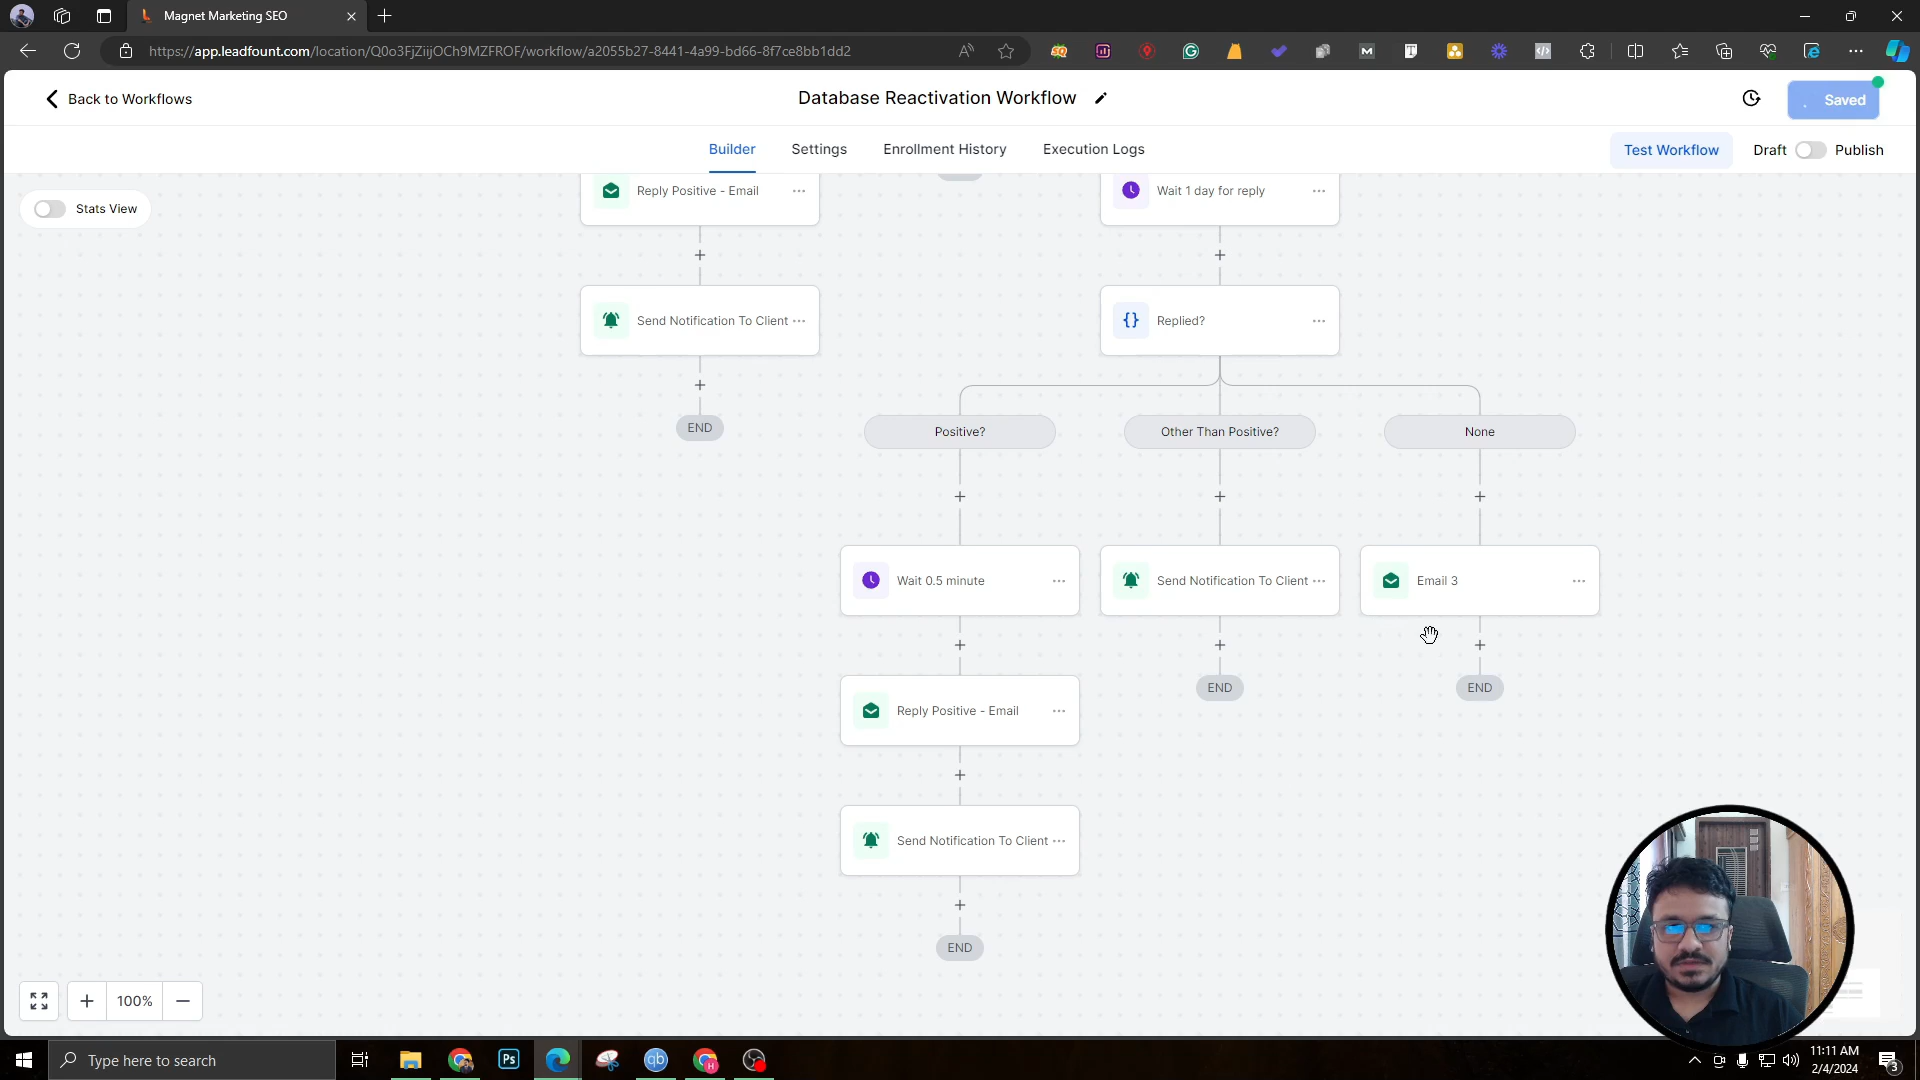 Magnet Marketing SEO
https://app.leadfount.com/location/Q0o3FjZiijOCh9MZFROF/workflow/a2055b27-8441-4a99-bd66-8f7ce8bb1dd2
Back to Workflows
Database Reactivation Workflow
Saved
Builder
Settings
Enrollment History
Execution Logs
Test Workflow
Draft
Publish
Stats View
Reply Positive - Email
Wait 1 day for reply
Send Notification To Client
Replied?
END
Positive?
Other Than Positive?
None
Wait 0.5 minute
Send Notification To Client
Email 3
END
END
Reply Positive - Email
Send Notification To Client
END
100%
Type here to search
11:11 AM
2/4/2024
3